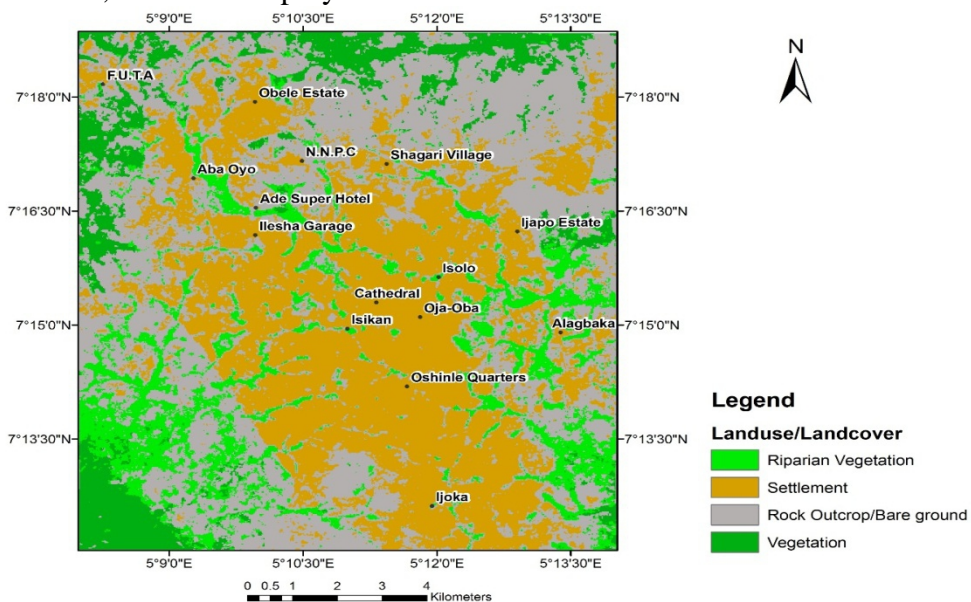 5°9'0"E 5°10'30"E 5°12'0"E 5°13'30"E
N
F.U.T.A
7°18'0"N 7°18'0"N
Obele Estate
N.N.P.C
Shagari Village
Aba Oyo
Ade Super Hotel
7°16'30"N 7°16'30"N
Ijapo Estate
Ilesha Garage
Isolo
Cathedral
Oja-Oba
7°15'0"N 7°15'0"N
Isikan
Alagbaka
Oshinle Quarters
7°13'30"N 7°13'30"N
Ijoka
5°9'0"E 5°10'30"E 5°12'0"E 5°13'30"E
0 0.5 1 2 3 4
Kilometers
Legend
Landuse/Landcover
Riparian Vegetation
Settlement
Rock Outcrop/Bare ground
Vegetation